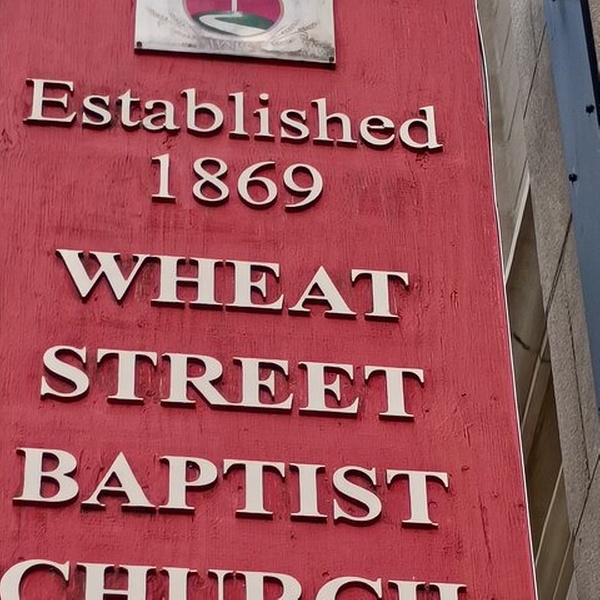 Established
1869
WHEAT
STREET
BAPTIST
CHURCH